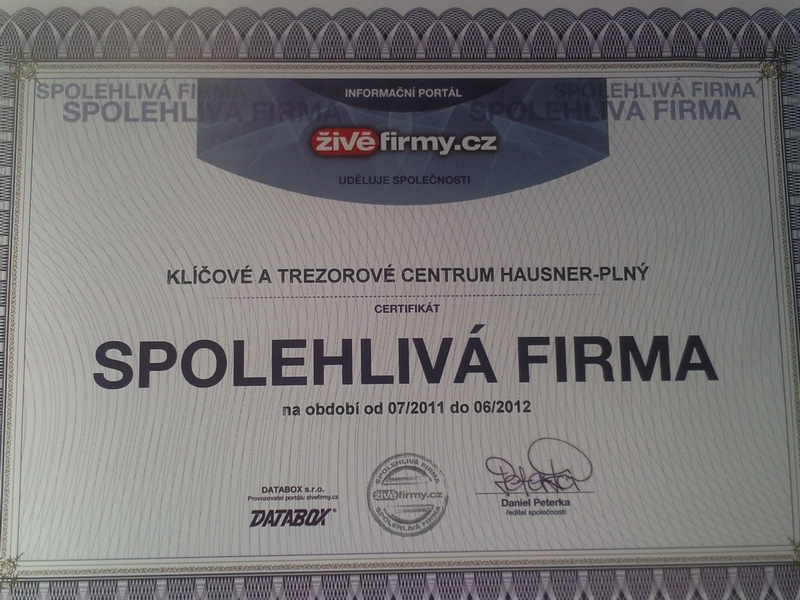 SPOLEHLIVÁ FIRMA
SPOLEHLIVÁ FIRMA
INFORMAČNÍ PORTÁL
SPOLEHLIVÁ FIRMA
SPOLEHLIVÁ FIRMA
živéfirmy.cz
UDĚLUJE SPOLEČNOSTI
KLÍČOVÉ A TREZOROVÉ CENTRUM HAUSNER-PLNÝ
CERTIFIKÁT
SPOLEHLIVÁ FIRMA
na období od 07/2011 do 06/2012
DATABOX s.r.o.
Provozovatel portálu zivefirmy.cz
DATABOX®
SPOLEHLIVÁ FIRMA
živéfirmy.cz
SPOLEHLIVÁ FIRMA
Peterka
Daniel Peterka
ředitel společnosti